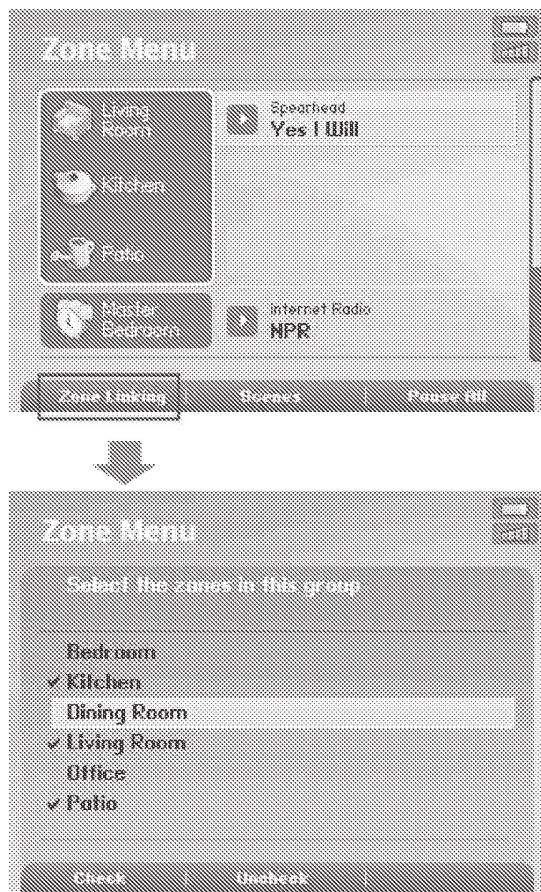 Zone Menu
Living
Room
Spearhead
Yes I Will
Kitchen
Patio
Master
Bedroom
Internet Radio
NPR
Zone Linking
Scenes
Pause All
Zone Menu
Select the zones in this group
Bedroom
✓ Kitchen
Dining Room
✓ Living Room
Office
✓ Patio
Check
Uncheck